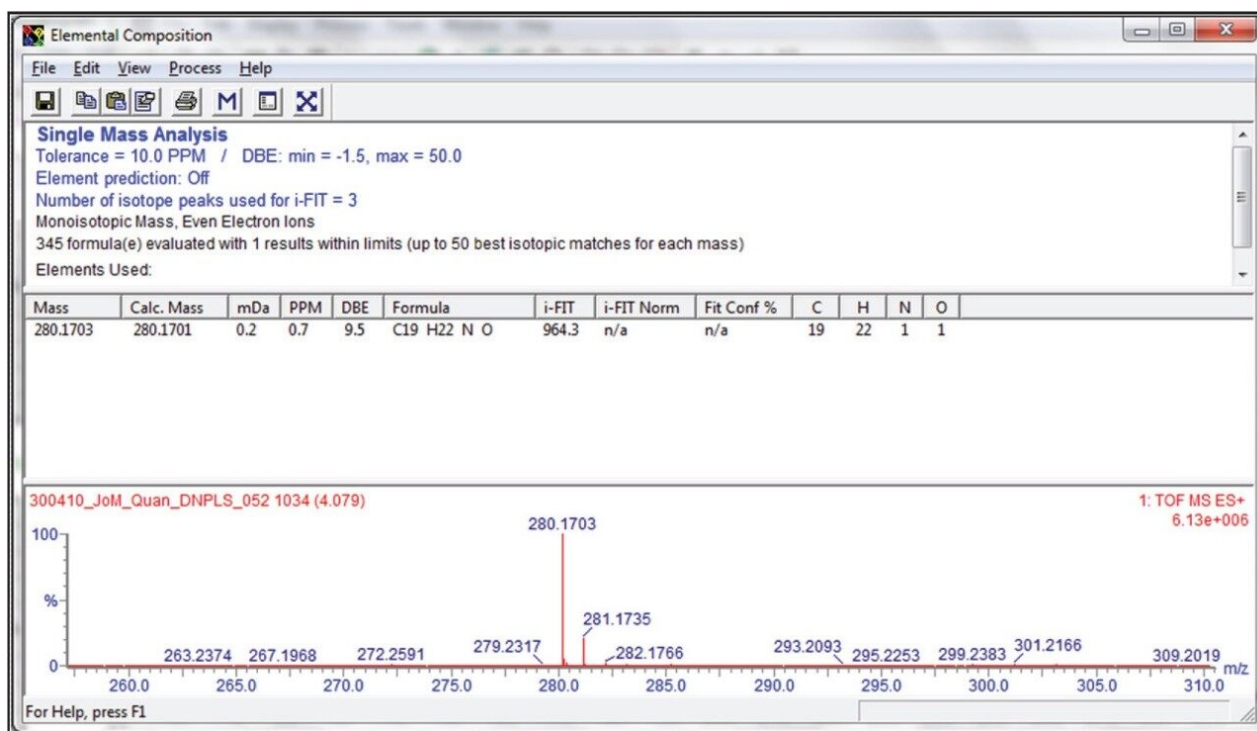 Elemental Composition
File Edit View Process Help
M
Single Mass Analysis
Tolerance = 10.0 PPM / DBE: min = -1.5, max = 50.0
Element prediction: Off
Number of isotope peaks used for i-FIT = 3
Monoisotopic Mass, Even Electron Ions
345 formula(e) evaluated with 1 results within limits (up to 50 best isotopic matches for each mass)
Elements Used:
Mass Calc. Mass mDa PPM DBE Formula i-FIT i-FIT Norm Fit Conf % C H N O
280.1703 280.1701 0.2 0.7 9.5 C19 H22 N O 964.3 n/a n/a 19 22 1 1
300410_JoM_Quan_DNPLS_052 1034 (4.079) 1: TOF MS ES+
6.13e+006
100 280.1703
%
281.1735
0 263.2374 267.1968 272.2591 279.2317 282.1766 293.2093 295.2253 299.2383 301.2166 309.2019 m/z
260.0 265.0 270.0 275.0 280.0 285.0 290.0 295.0 300.0 305.0 310.0
For Help, press F1